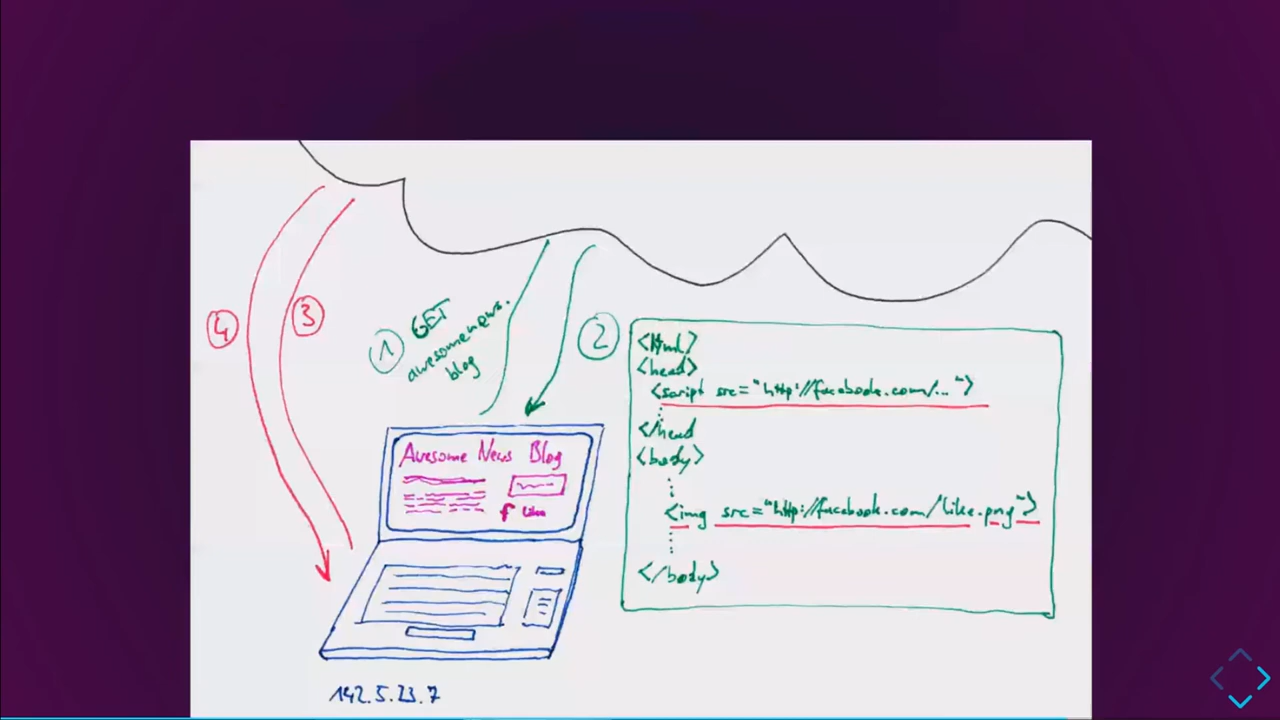 4
3
1
GET
awesomenews.
blog
2
<Html>
<head>
<script src="http://facebook.com/...">
</head
<body>
<img src="http://facebook.com/like.png">
</body>
Awesome News Blog
f Like
142.5.23.7